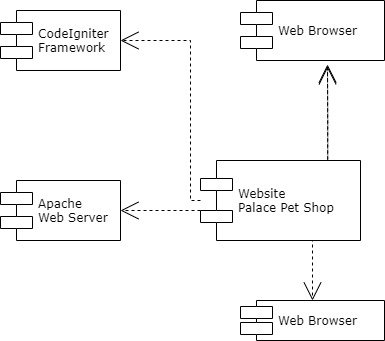 CodeIgniter
Framework
Web Browser
Apache
Web Server
Website
Palace Pet Shop
Web Browser